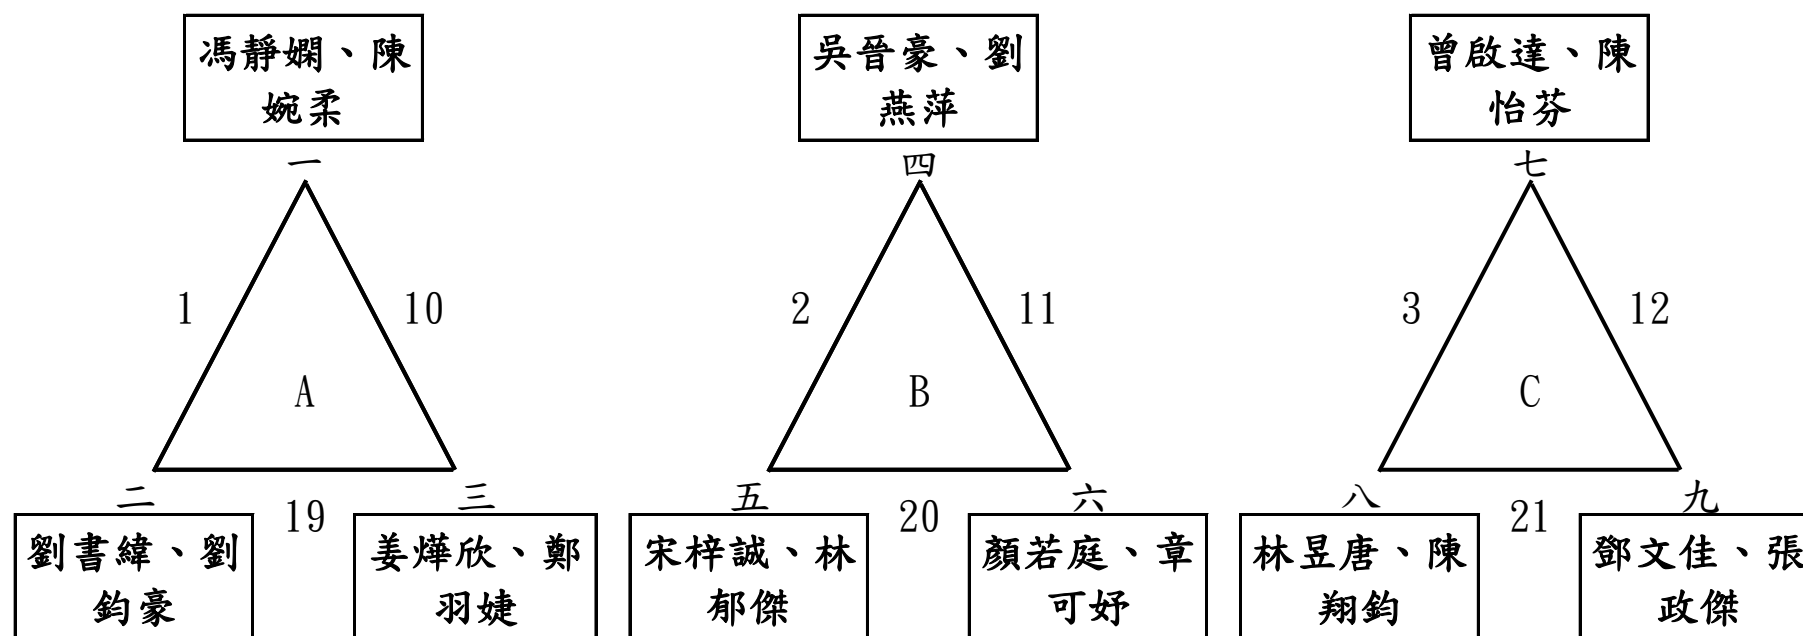 馮靜嫻、陳
婉柔
吳晉豪、劉
燕萍
曾啟達、陳
怡芬
一
四
七
1
10
2
11
3
12
A
B
C
二
19
三
五
20
六
八
21
九
劉書緯、劉
鈞豪
姜燁欣、鄭
羽婕
宋梓誠、林
郁傑
顏若庭、章
可妤
林昱唐、陳
翔鈞
鄧文佳、張
政傑